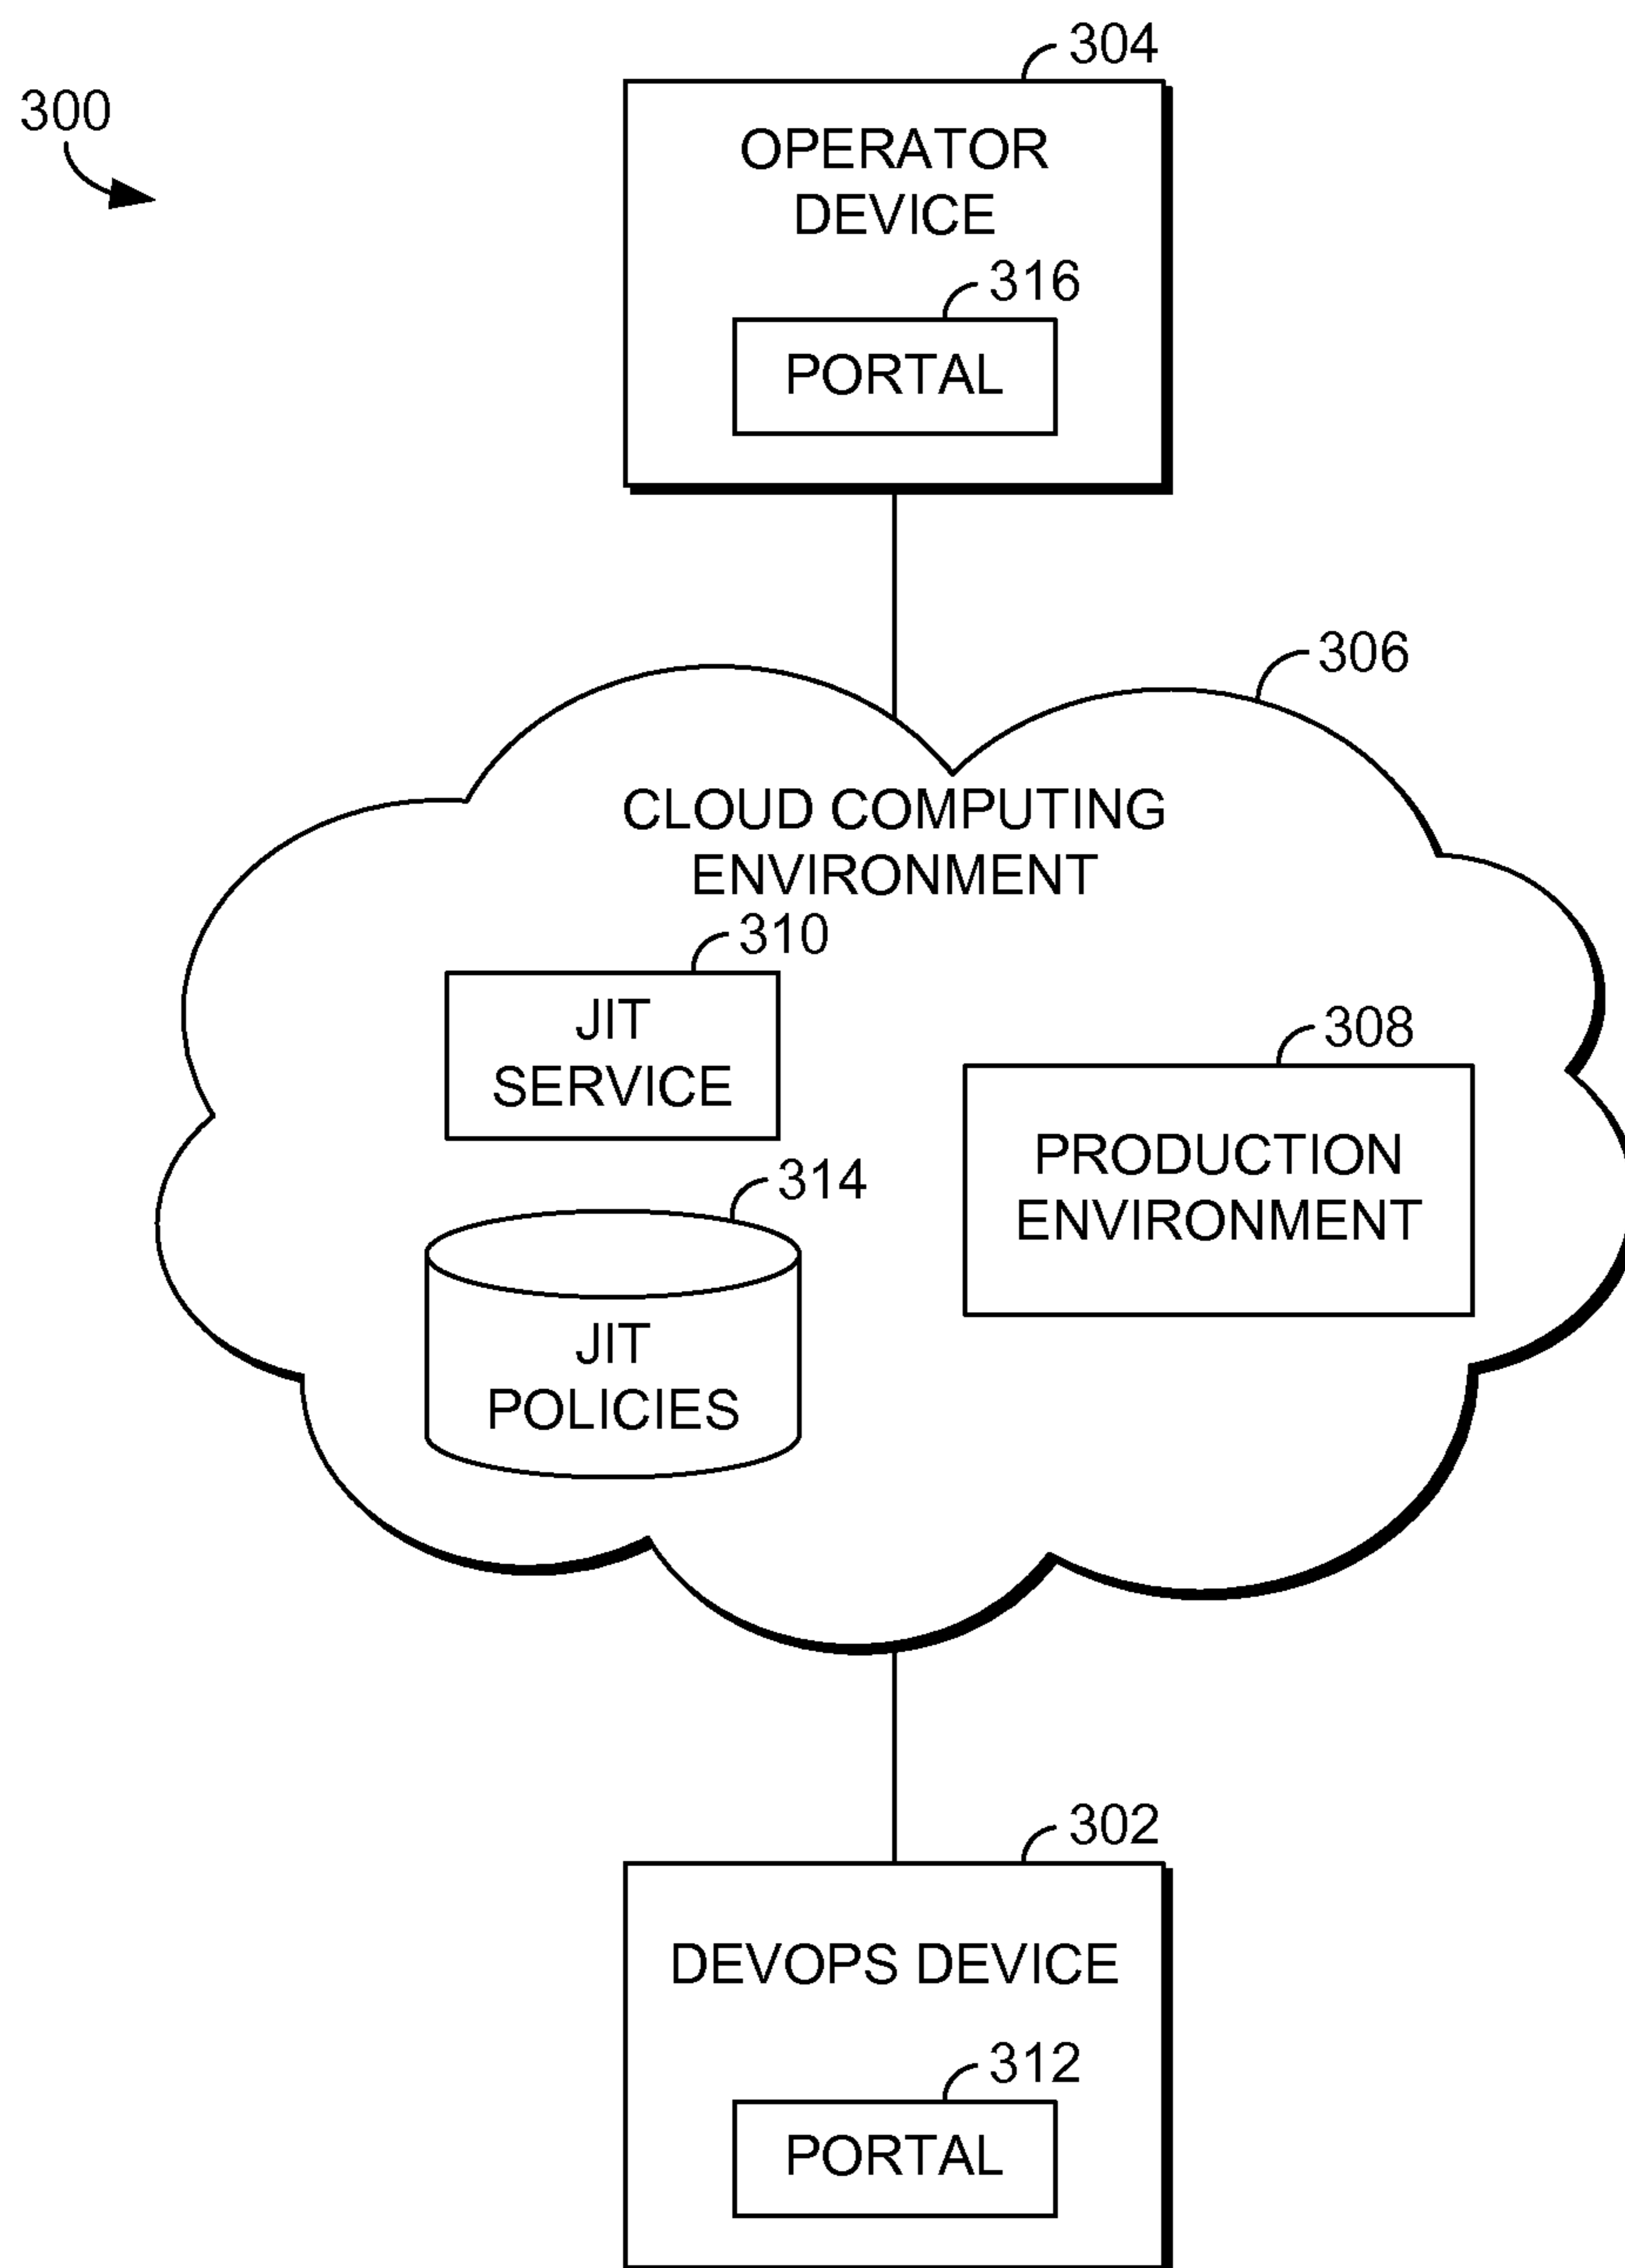 304
300
OPERATOR
DEVICE
316
PORTAL
306
CLOUD COMPUTING
ENVIRONMENT
310
JIT
SERVICE
308
PRODUCTION
ENVIRONMENT
314
JIT
POLICIES
302
DEVOPS DEVICE
312
PORTAL